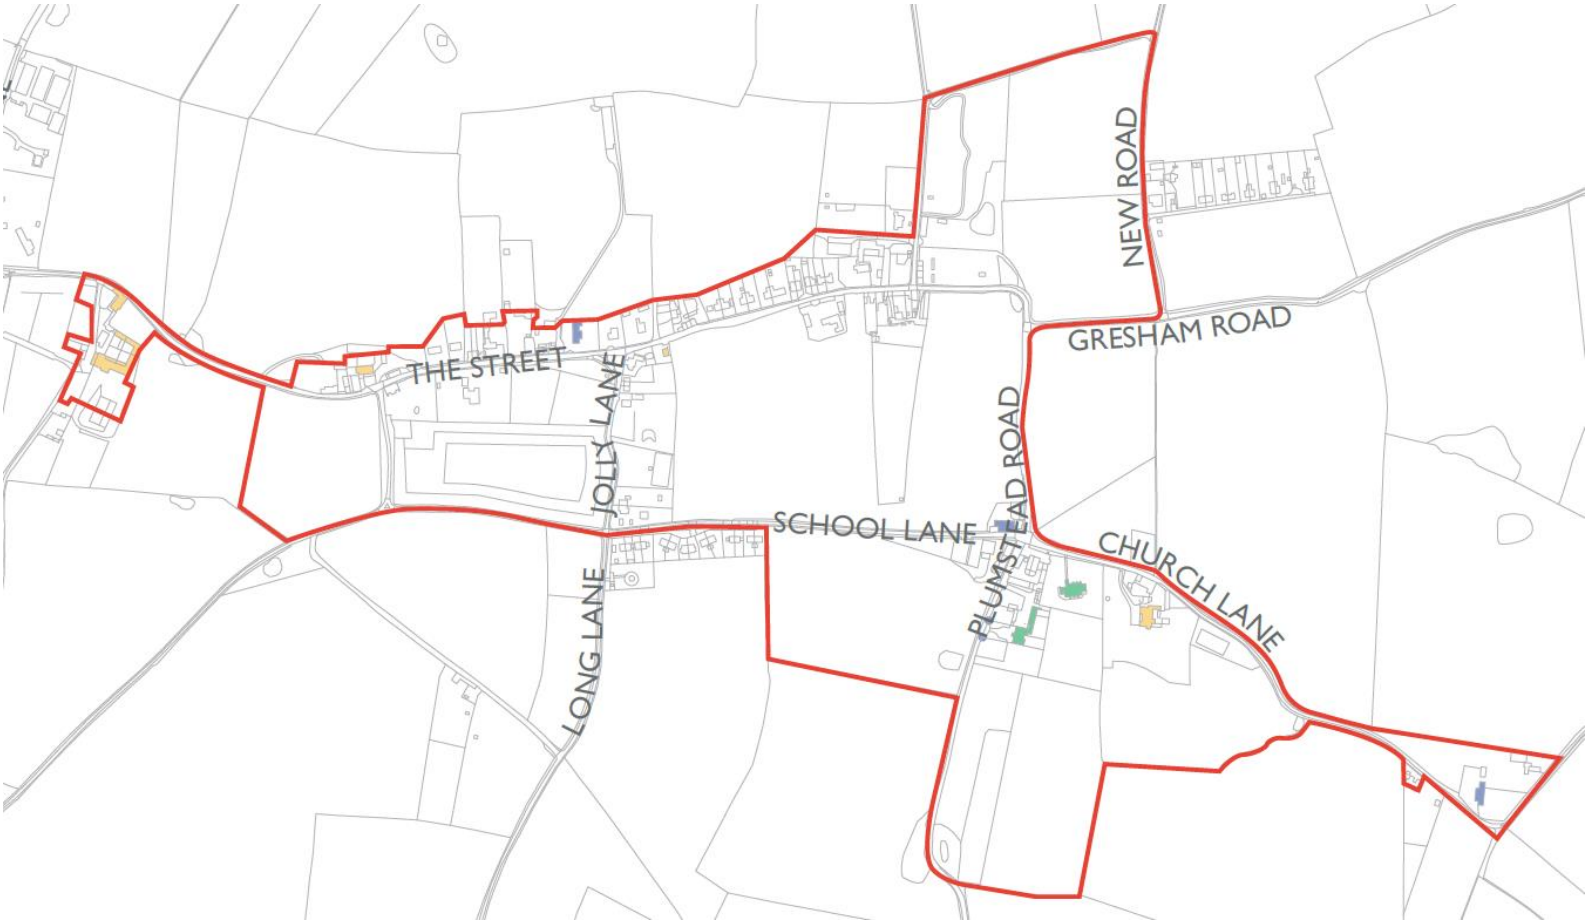 NEW ROAD
GRESHAM ROAD
THE STREET
JOLLY LANE
PLUMSTEAD ROAD
SCHOOL LANE
CHURCH LANE
LONG LANE